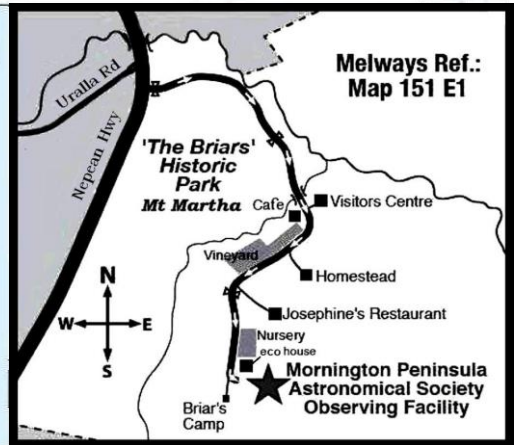 Melways Ref.:
Map 151 E1
Uralla Rd
Nepean Hwy
'The Briars'
Historic
Park
Mt Martha
Cafe
Visitors Centre
Vineyard
Homestead
Josephine's Restaurant
Nursery
eco house
N
W
E
S
Mornington Peninsula
Astronomical Society
Observing Facility
Briar's
Camp